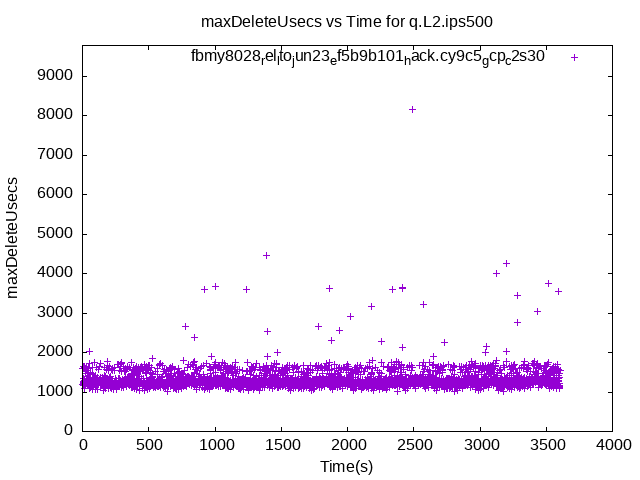 maxDeleteUsecs vs Time for q.L2.ips500
fbmy8028relitojun23ef5b9b101hack.cy9c5gcpc2s30
9000
8000
7000
6000
5000
4000
3000
2000
1000
0
maxDeleteUsecs
0 500 1000 1500 2000 2500 3000 3500 4000
Time(s)